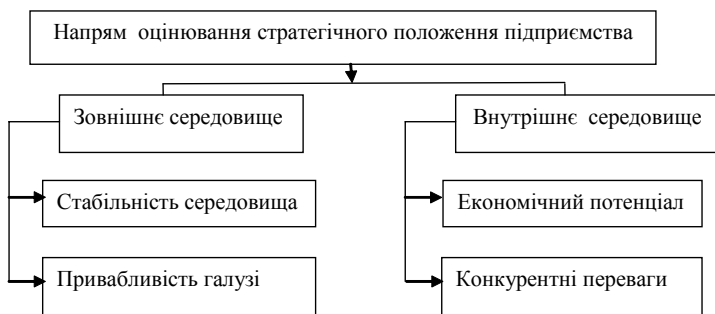 Напрям оцінювання стратегічного положення підприємства
Зовнішнє середовище
Внутрішнє середовище
Стабільність середовища
Економічний потенціал
Привабливість галузі
Конкурентні переваги